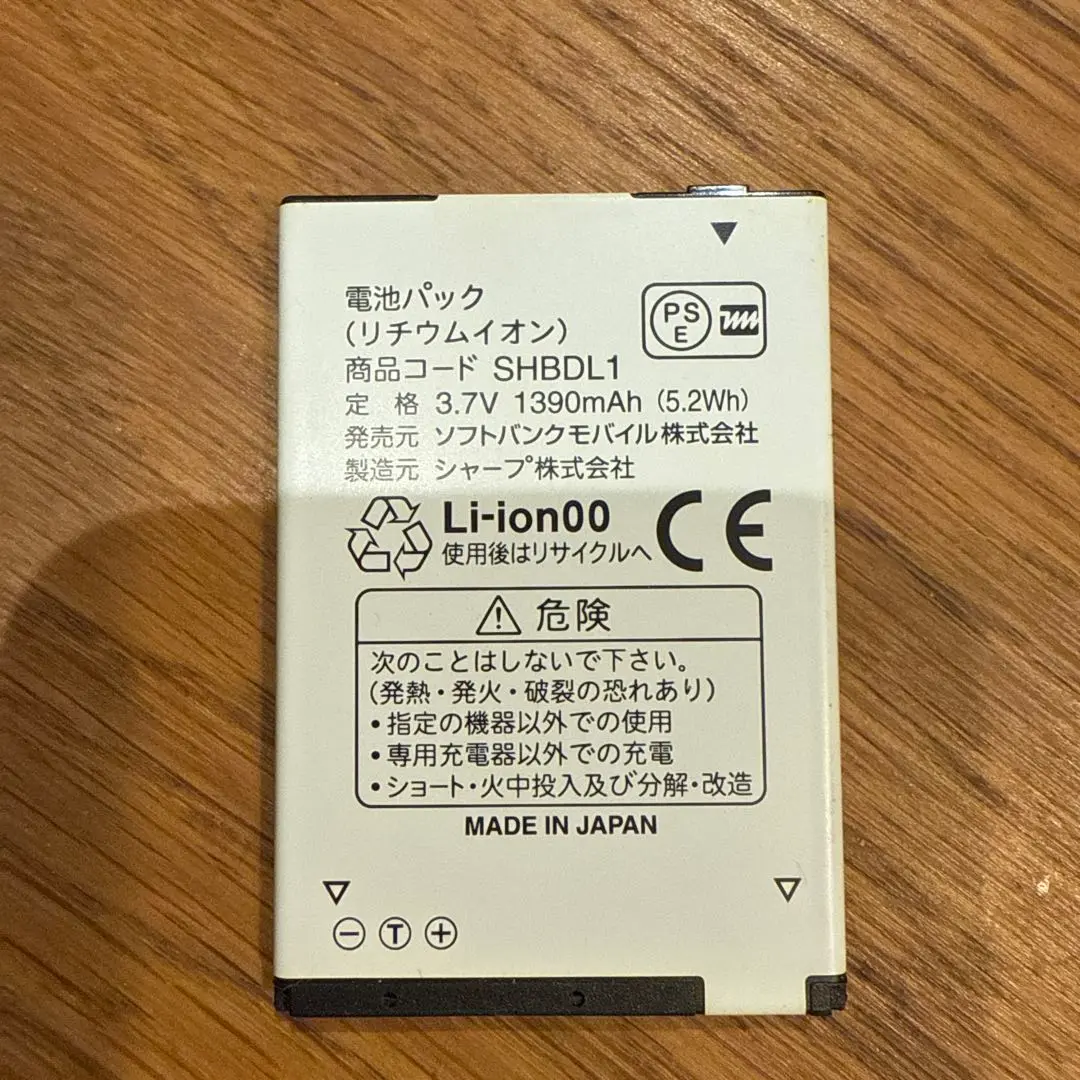 電池パック
(リチウムイオン)
商品コード SHBDL1
定 格 3.7V 1390mAh (5.2Wh)
発売元 ソフトバンクモバイル株式会社
製造元 シャープ株式会社
PS
E
Li-ion00
使用後はリサイクルへ
CE
⚠危険
次のことはしないで下さい。
(発熱・発火・破裂の恐れあり)
•指定の機器以外での使用
•専用充電器以外での充電
•ショート・火中投入及び分解・改造
MADE IN JAPAN
⊖ Ⓣ ⊕